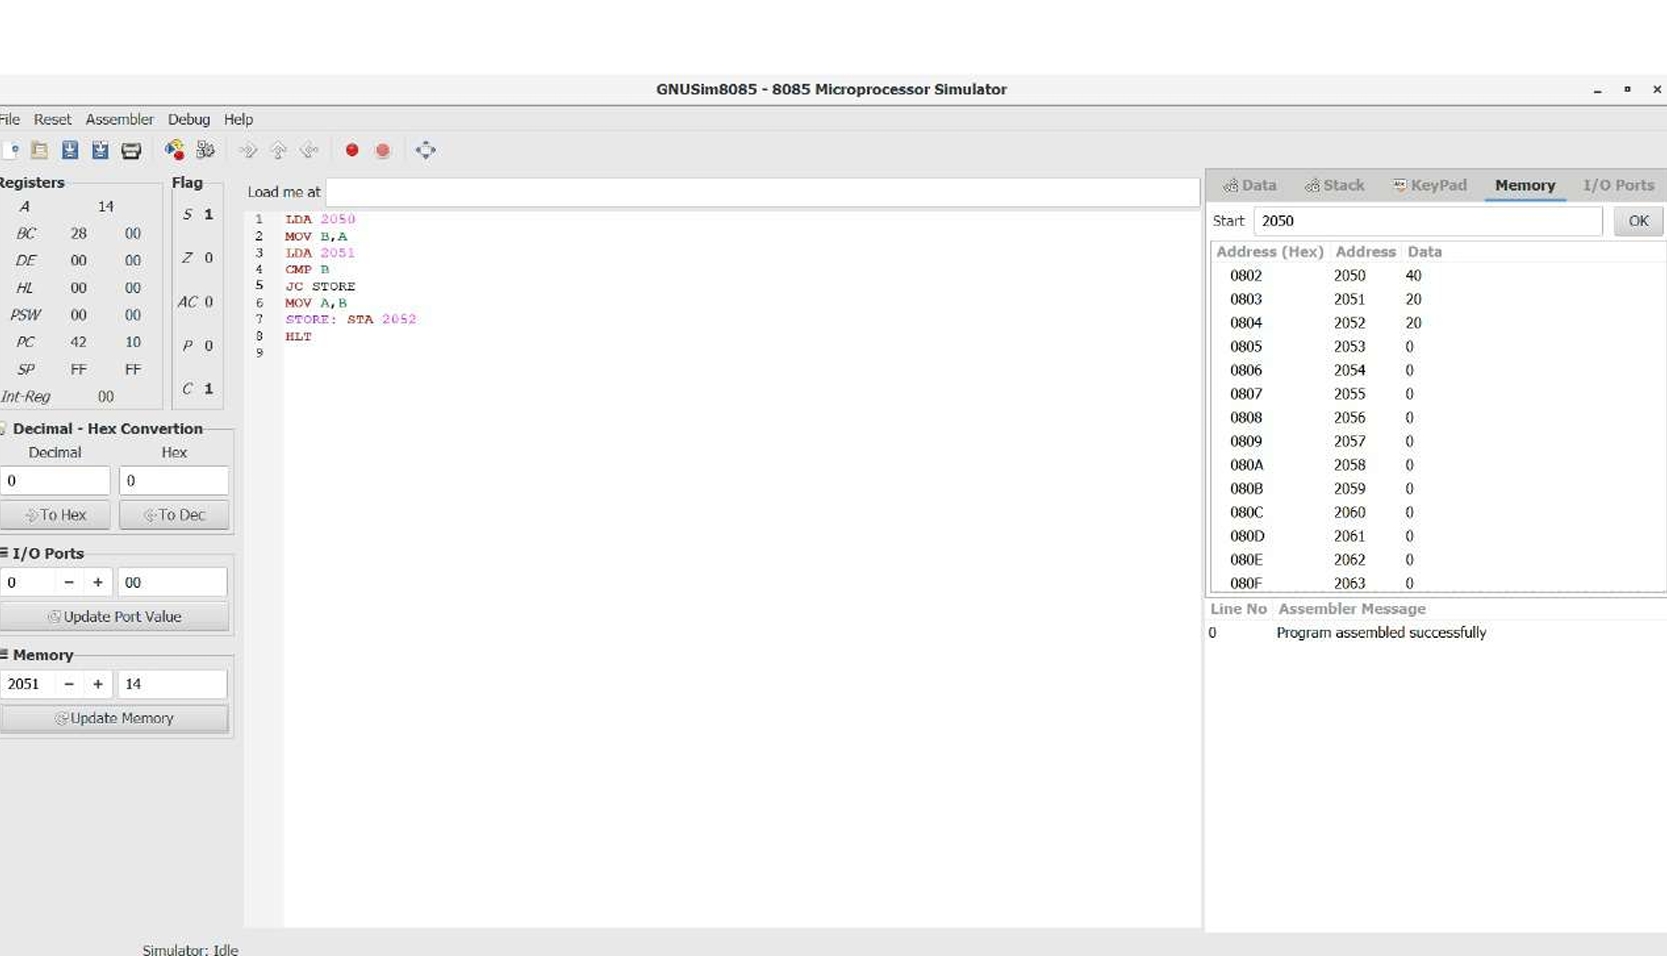 GNUSim8085 - 8085 Microprocessor Simulator
File Reset Assembler Debug Help
Registers
A 14
BC 28 00
DE 00 00
HL 00 00
PSW 00 00
PC 42 10
SP FF FF
Int-Reg 00
Flag
S 1
Z 0
AC 0
P 0
C 1
Decimal - Hex Convertion
Decimal Hex
0 0
To Hex To Dec
I/O Ports
0 - + 00
Update Port Value
Memory
2051 - + 14
Update Memory
Load me at
1 LDA 2050
2 MOV B,A
3 LDA 2051
4 CMP B
5 JC STORE
6 MOV A,B
7 STORE: STA 2052
8 HLT
9
Data Stack KeyPad Memory I/O Ports
Start 2050 OK
Address (Hex) Address Data
0802 2050 40
0803 2051 20
0804 2052 20
0805 2053 0
0806 2054 0
0807 2055 0
0808 2056 0
0809 2057 0
080A 2058 0
080B 2059 0
080C 2060 0
080D 2061 0
080E 2062 0
080F 2063 0
Line No Assembler Message
0 Program assembled successfully
Simulator: Idle